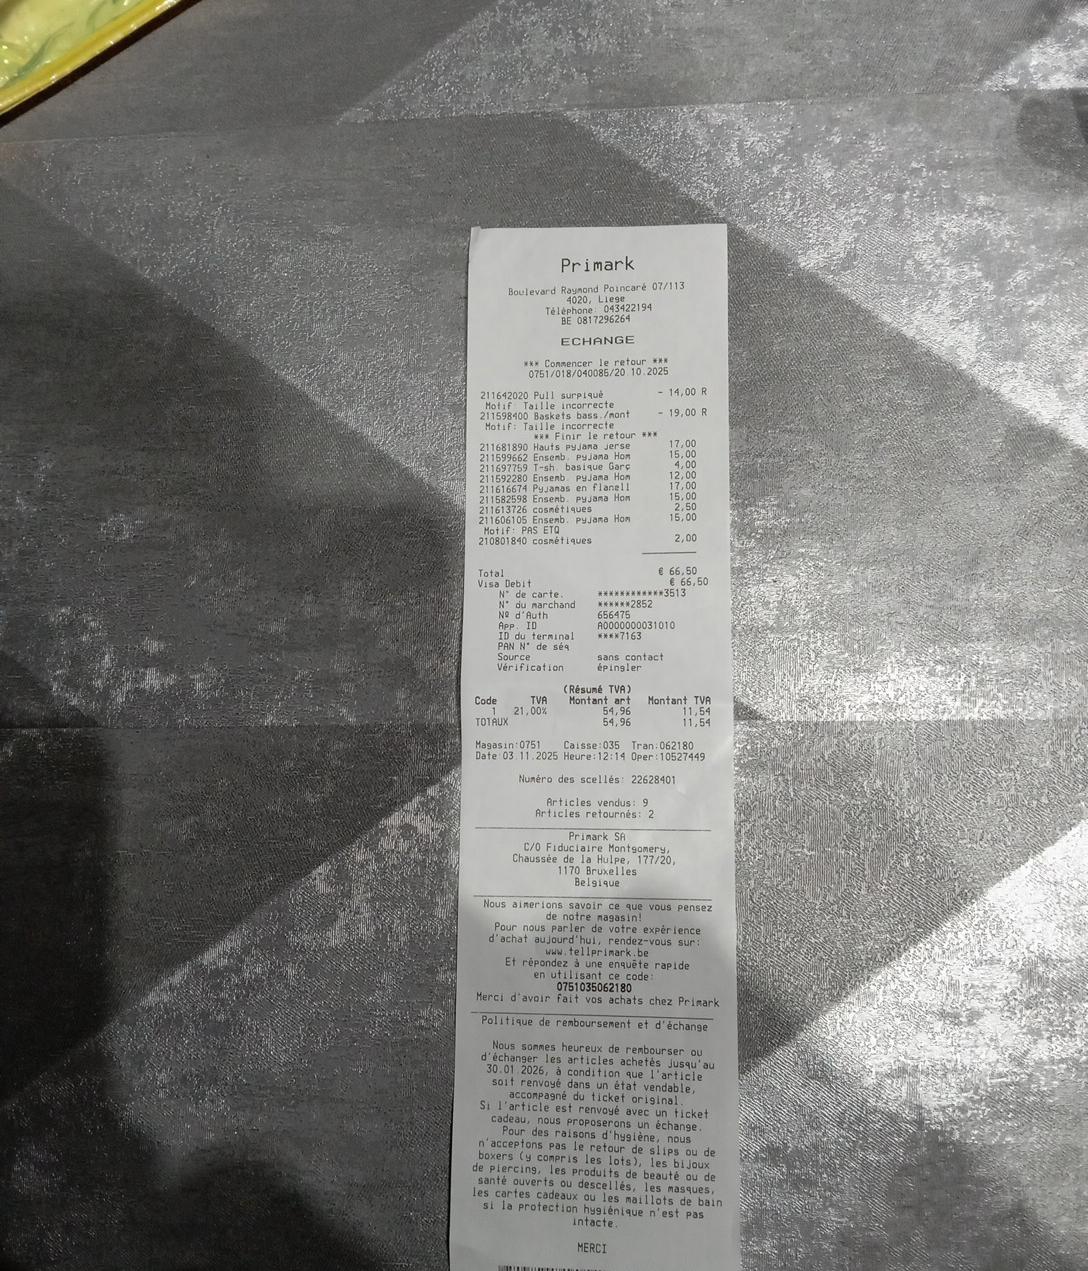 Primark
Boulevard Raymond Poincaré 07/113
4020, Liege
Téléphone: 043422194
BE 0817296264
ECHANGE
*** Commencer le retour ***
0751/018/040085/20 10.2025
211642020 Pull surpiqué - 14,00 R
Motif Taille incorrecte
211598400 Baskets bass./mont - 19,00 R
Motif: Taille incorrecte
*** Finir le retour ***
211681890 Hauts pyjama jerse 17,00
211599662 Ensemb. pyjama Hom 15,00
211697759 T-sh. basique Garç 4,00
211592280 Ensemb. pyjama Hom 12,00
211616674 Pyjamas en flanell 17,00
211582598 Ensemb. pyjama Hom 15,00
211613726 cosmétiques 2,50
211606105 Ensemb. pyjama Hom 15,00
Motif: PAS ETQ
210801840 cosmétiques 2,00
Total € 66,50
Visa Debit € 66,50
N° de carte. ************3513
N° du marchand ******2852
Nº d'Auth 656475
App. ID A0000000031010
ID du terminal ****7163
PAN N° de séq
Source sans contact
Vérification épingler
(Résumé TVA)
Code TVA Montant art Montant TVA
1 21,00% 54,96 11,54
TOTAUX 54,96 11,54
Magasin:0751 Caisse:035 Tran:062180
Date:03.11.2025 Heure:12:14 Oper:10527449
Numéro des scellés: 22628401
Articles vendus: 9
Articles retournés: 2
Primark SA
C/O Fiduciaire Montgomery,
Chaussée de la Hulpe, 177/20,
1170 Bruxelles
Belgique
Nous aimerions savoir ce que vous pensez
de notre magasin!
Pour nous parler de votre expérience
d'achat aujourd'hui, rendez-vous sur:
www.tellprimark.be
Et répondez à une enquête rapide
en utilisant ce code:
0751035062180
Merci d'avoir fait vos achats chez Primark
Politique de remboursement et d'échange
Nous sommes heureux de rembourser ou
d'échanger les articles achetés jusqu'au
30.01 2026, à condition que l'article
soit renvoyé dans un état vendable,
accompagné du ticket original.
Si l'article est renvoyé avec un ticket
cadeau, nous proposerons un échange.
Pour des raisons d'hygiène, nous
n'acceptons pas le retour de slips ou de
boxers (y compris les lots), les bijoux
de piercing, les produits de beauté ou de
santé ouverts ou descellés, les masques,
les cartes cadeaux ou les maillots de bain
si la protection hygiénique n'est pas
intacte.
MERCI